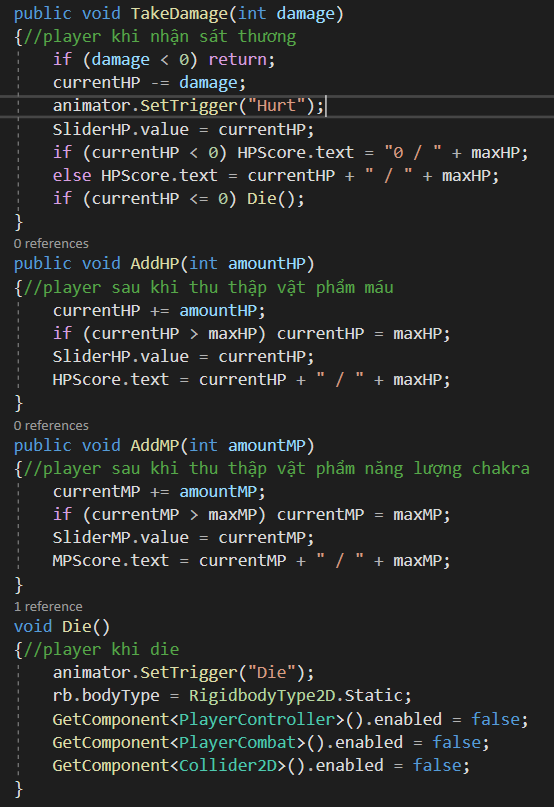 public void TakeDamage(int damage)
{//player khi nhận sát thương
    if (damage < 0) return;
    currentHP -= damage;
    animator.SetTrigger("Hurt");
    SliderHP.value = currentHP;
    if (currentHP < 0) HPScore.text = "0 / " + maxHP;
    else HPScore.text = currentHP + " / " + maxHP;
    if (currentHP <= 0) Die();
}
0 references
public void AddHP(int amountHP)
{//player sau khi thu thập vật phẩm máu
    currentHP += amountHP;
    if (currentHP > maxHP) currentHP = maxHP;
    SliderHP.value = currentHP;
    HPScore.text = currentHP + " / " + maxHP;
}
0 references
public void AddMP(int amountMP)
{//player sau khi thu thập vật phẩm năng lượng chakra
    currentMP += amountMP;
    if (currentMP > maxMP) currentMP = maxMP;
    SliderMP.value = currentMP;
    MPScore.text = currentMP + " / " + maxMP;
}
1 reference
void Die()
{//player khi die
    animator.SetTrigger("Die");
    rb.bodyType = RigidbodyType2D.Static;
    GetComponent<PlayerController>().enabled = false;
    GetComponent<PlayerCombat>().enabled = false;
    GetComponent<Collider2D>().enabled = false;
}